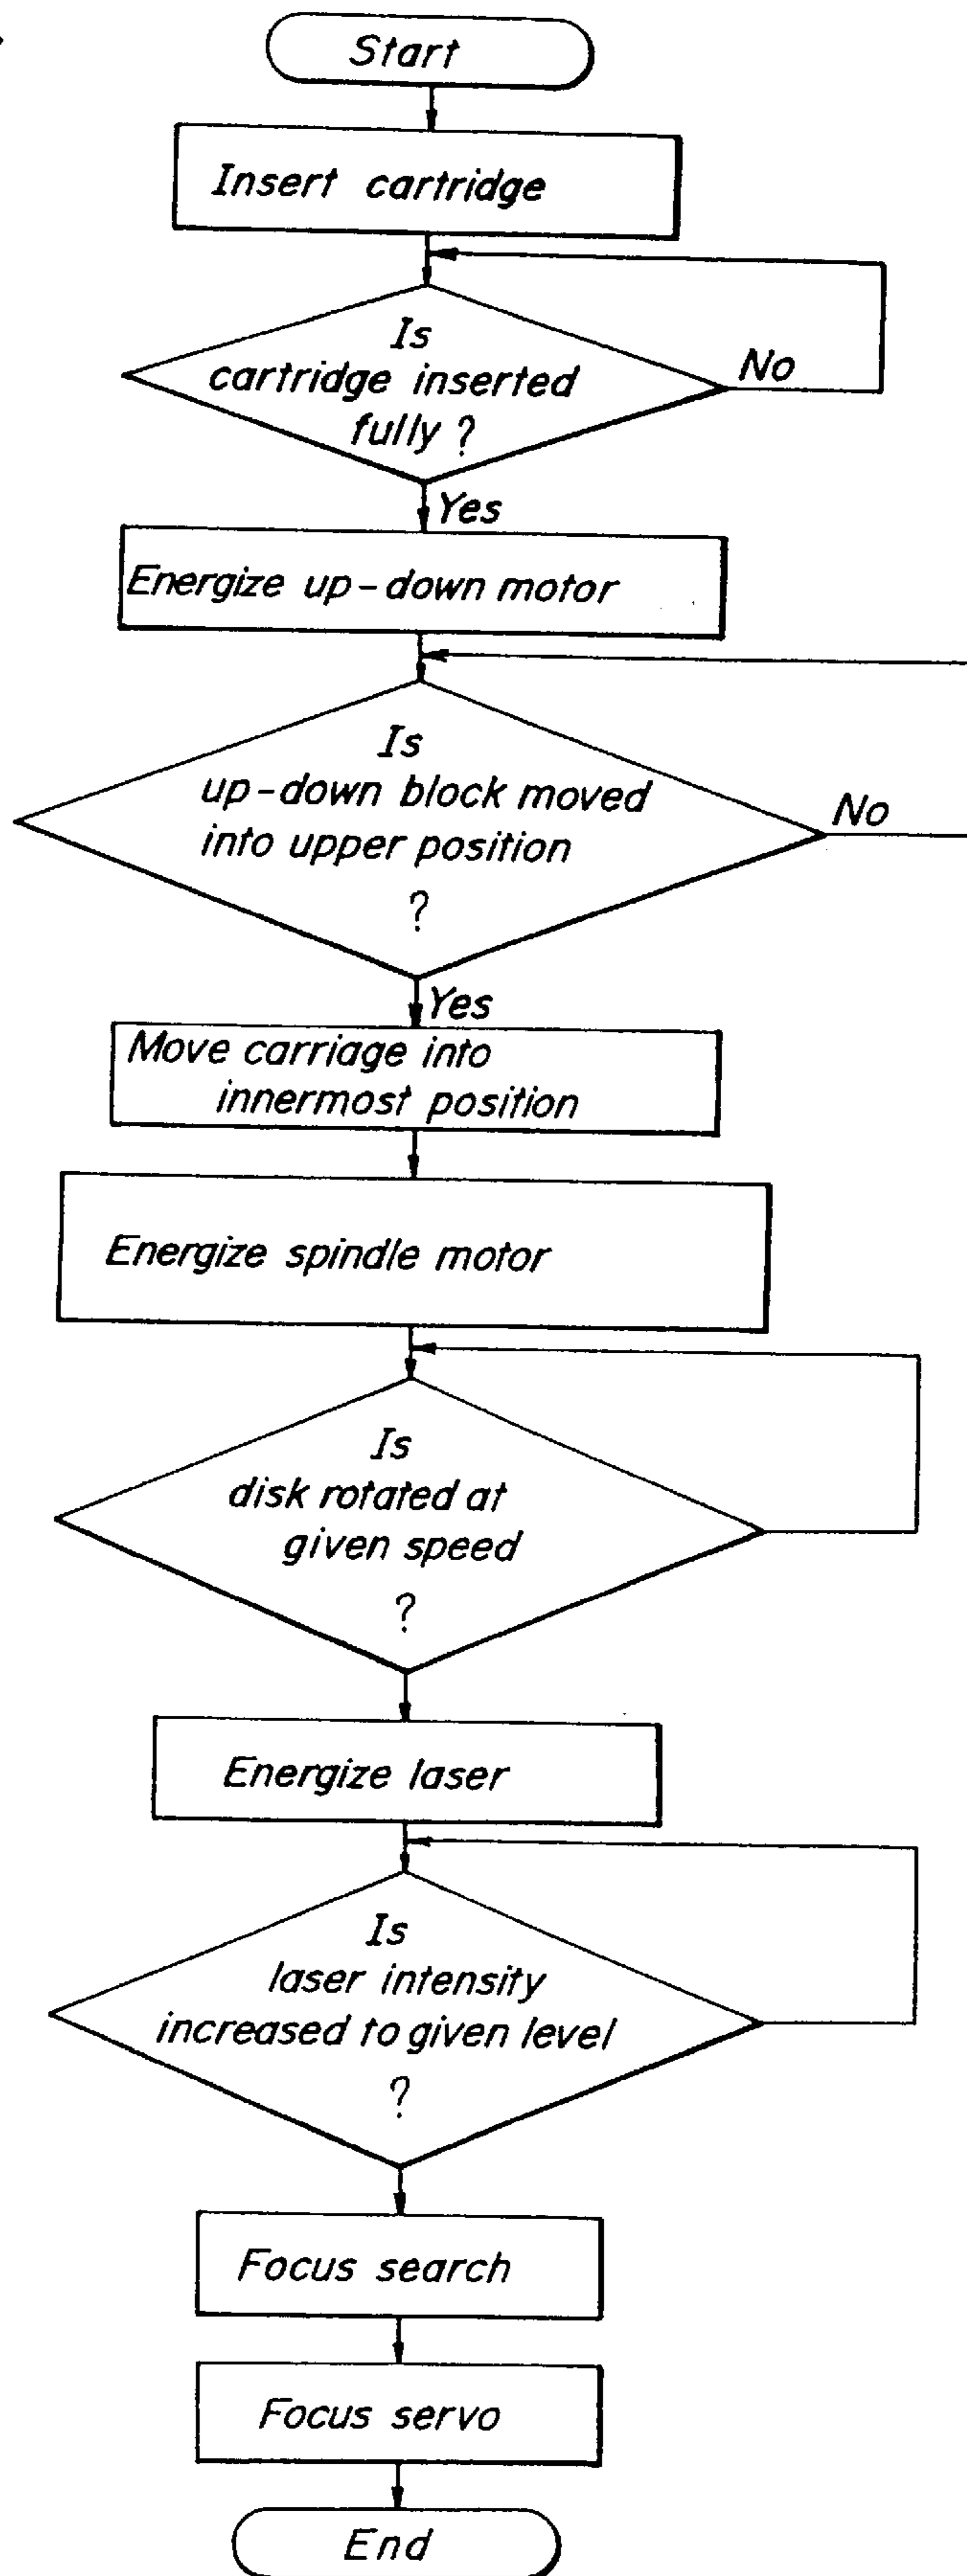 Start
Insert cartridge
Is
cartridge inserted
fully ?
No
Yes
Energize up-down motor
Is
up-down block moved
into upper position
?
No
Yes
Move carriage into
innermost position
Energize spindle motor
Is
disk rotated at
given speed
?
Energize laser
Is
laser intensity
increased to given level
?
Focus search
Focus servo
End